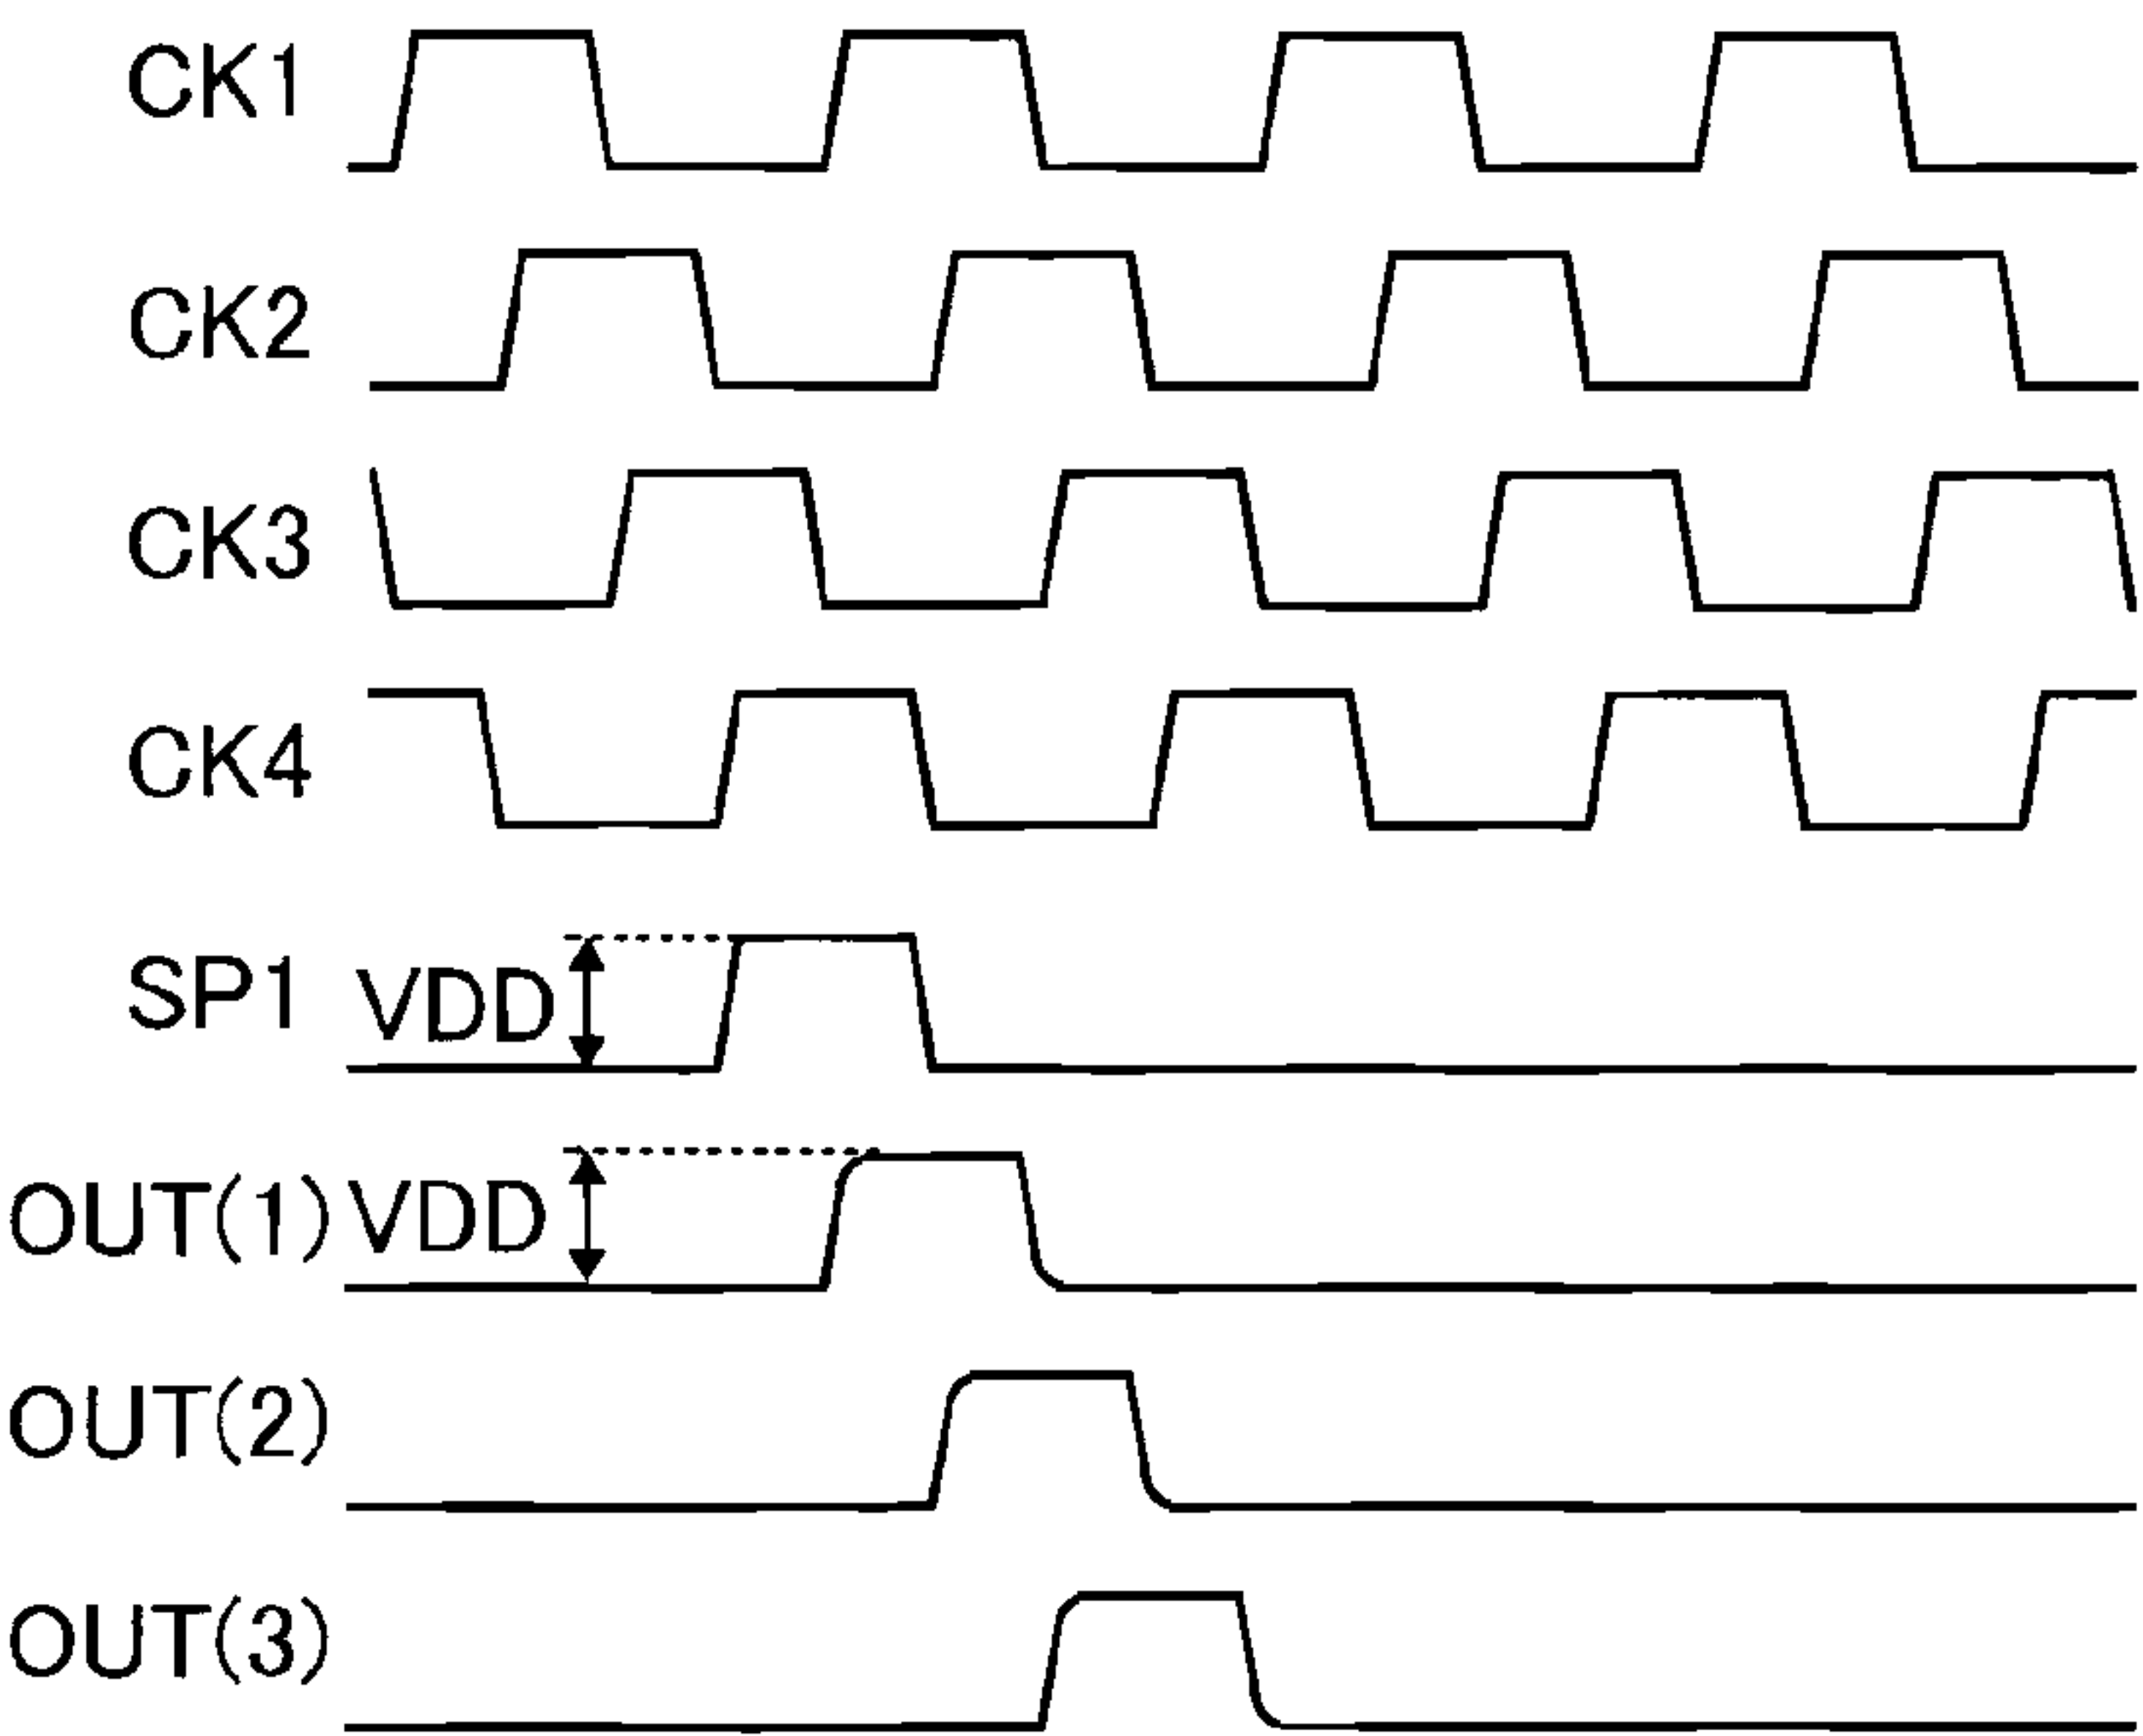 CK1
CK2
CK3
CK4
SP1 VDD
OUT(1) VDD
OUT(2)
OUT(3)